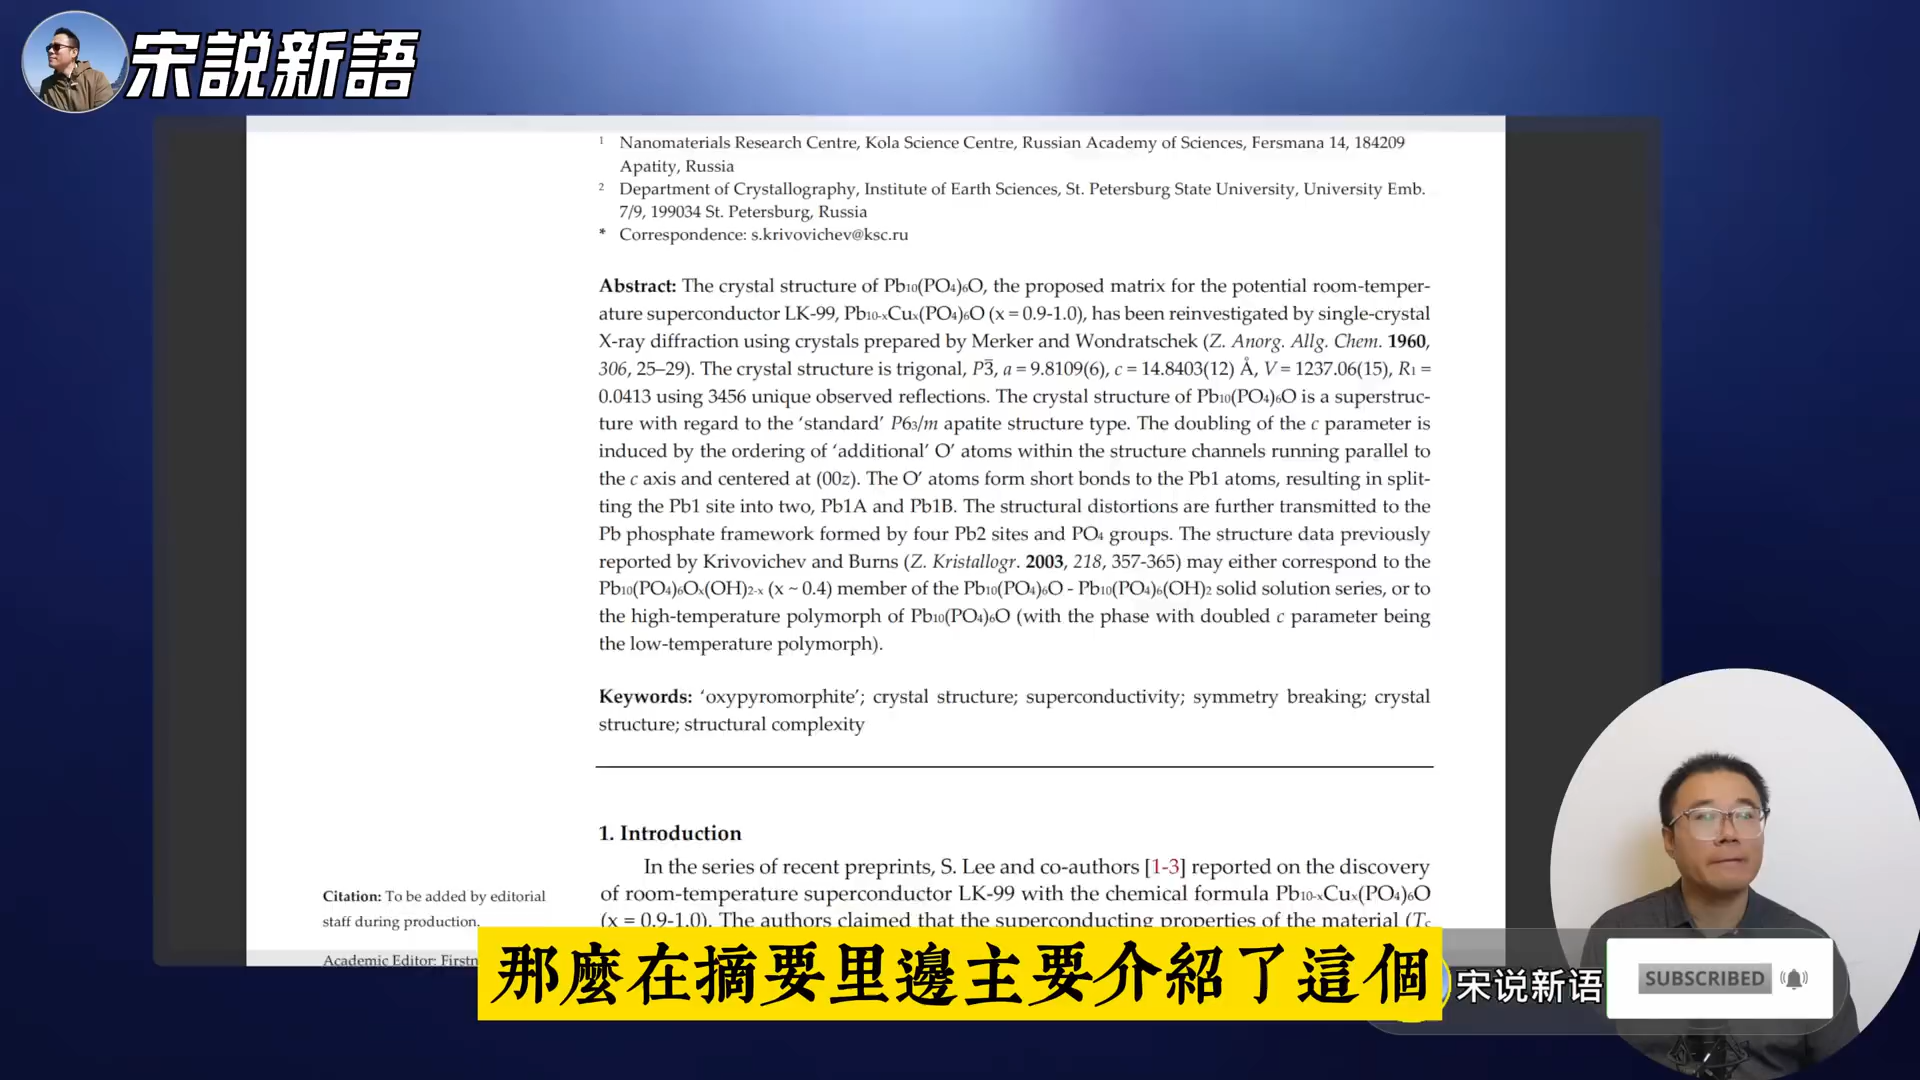 宋説新語
1 Nanomaterials Research Centre, Kola Science Centre, Russian Academy of Sciences, Fersmana 14, 184209
Apatity, Russia
2 Department of Crystallography, Institute of Earth Sciences, St. Petersburg State University, University Emb.
7/9, 199034 St. Petersburg, Russia
* Correspondence: s.krivovichev@ksc.ru
Abstract: The crystal structure of Pb10(PO4)6O, the proposed matrix for the potential room-temper-
ature superconductor LK-99, Pb10-xCux(PO4)6O (x = 0.9-1.0), has been reinvestigated by single-crystal
X-ray diffraction using crystals prepared by Merker and Wondratschek (Z. Anorg. Allg. Chem. 1960,
306, 25–29). The crystal structure is trigonal, P3̅, a = 9.8109(6), c = 14.8403(12) Å, V = 1237.06(15), R1 =
0.0413 using 3456 unique observed reflections. The crystal structure of Pb10(PO4)6O is a superstruc-
ture with regard to the ‘standard’ P63/m apatite structure type. The doubling of the c parameter is
induced by the ordering of ‘additional’ O’ atoms within the structure channels running parallel to
the c axis and centered at (00z). The O’ atoms form short bonds to the Pb1 atoms, resulting in split-
ting the Pb1 site into two, Pb1A and Pb1B. The structural distortions are further transmitted to the
Pb phosphate framework formed by four Pb2 sites and PO4 groups. The structure data previously
reported by Krivovichev and Burns (Z. Kristallogr. 2003, 218, 357-365) may either correspond to the
Pb10(PO4)6Ox(OH)2-x (x ~ 0.4) member of the Pb10(PO4)6O - Pb10(PO4)6(OH)2 solid solution series, or to
the high-temperature polymorph of Pb10(PO4)6O (with the phase with doubled c parameter being
the low-temperature polymorph).
Keywords: ‘oxypyromorphite’; crystal structure; superconductivity; symmetry breaking; crystal
structure; structural complexity
1. Introduction
In the series of recent preprints, S. Lee and co-authors [1-3] reported on the discovery
of room-temperature superconductor LK-99 with the chemical formula Pb10-xCux(PO4)6O
(x = 0.9-1.0). The authors claimed that the superconducting properties of the material (Tc
Citation: To be added by editorial
staff during production.
Academic Editor:
那麼在摘要里邊主要介紹了這個
宋说新语
SUBSCRIBED